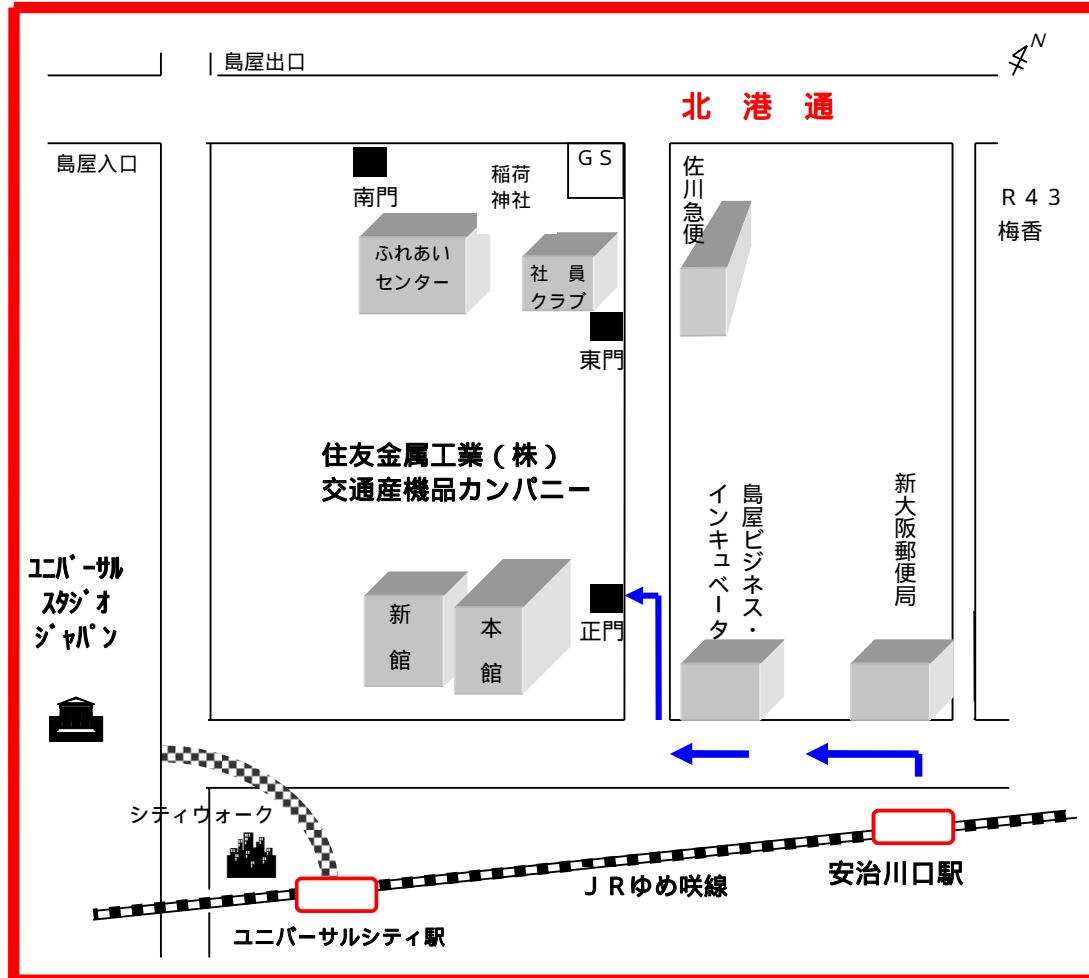 島屋出口
N
北港通
島屋入口
南門
稲荷
神社
GS
佐川急便
R43
梅香
ふれあい
センター
社員
クラブ
東門
住友金属工業(株)
交通産機品カンパニー
島屋ビジネス・
インキュベータ
新大阪郵便局
ユニバーサル
スタジオ
ジャパン
新館
本館
正門
シティウォーク
JRゆめ咲線
安治川口駅
ユニバーサルシティ駅